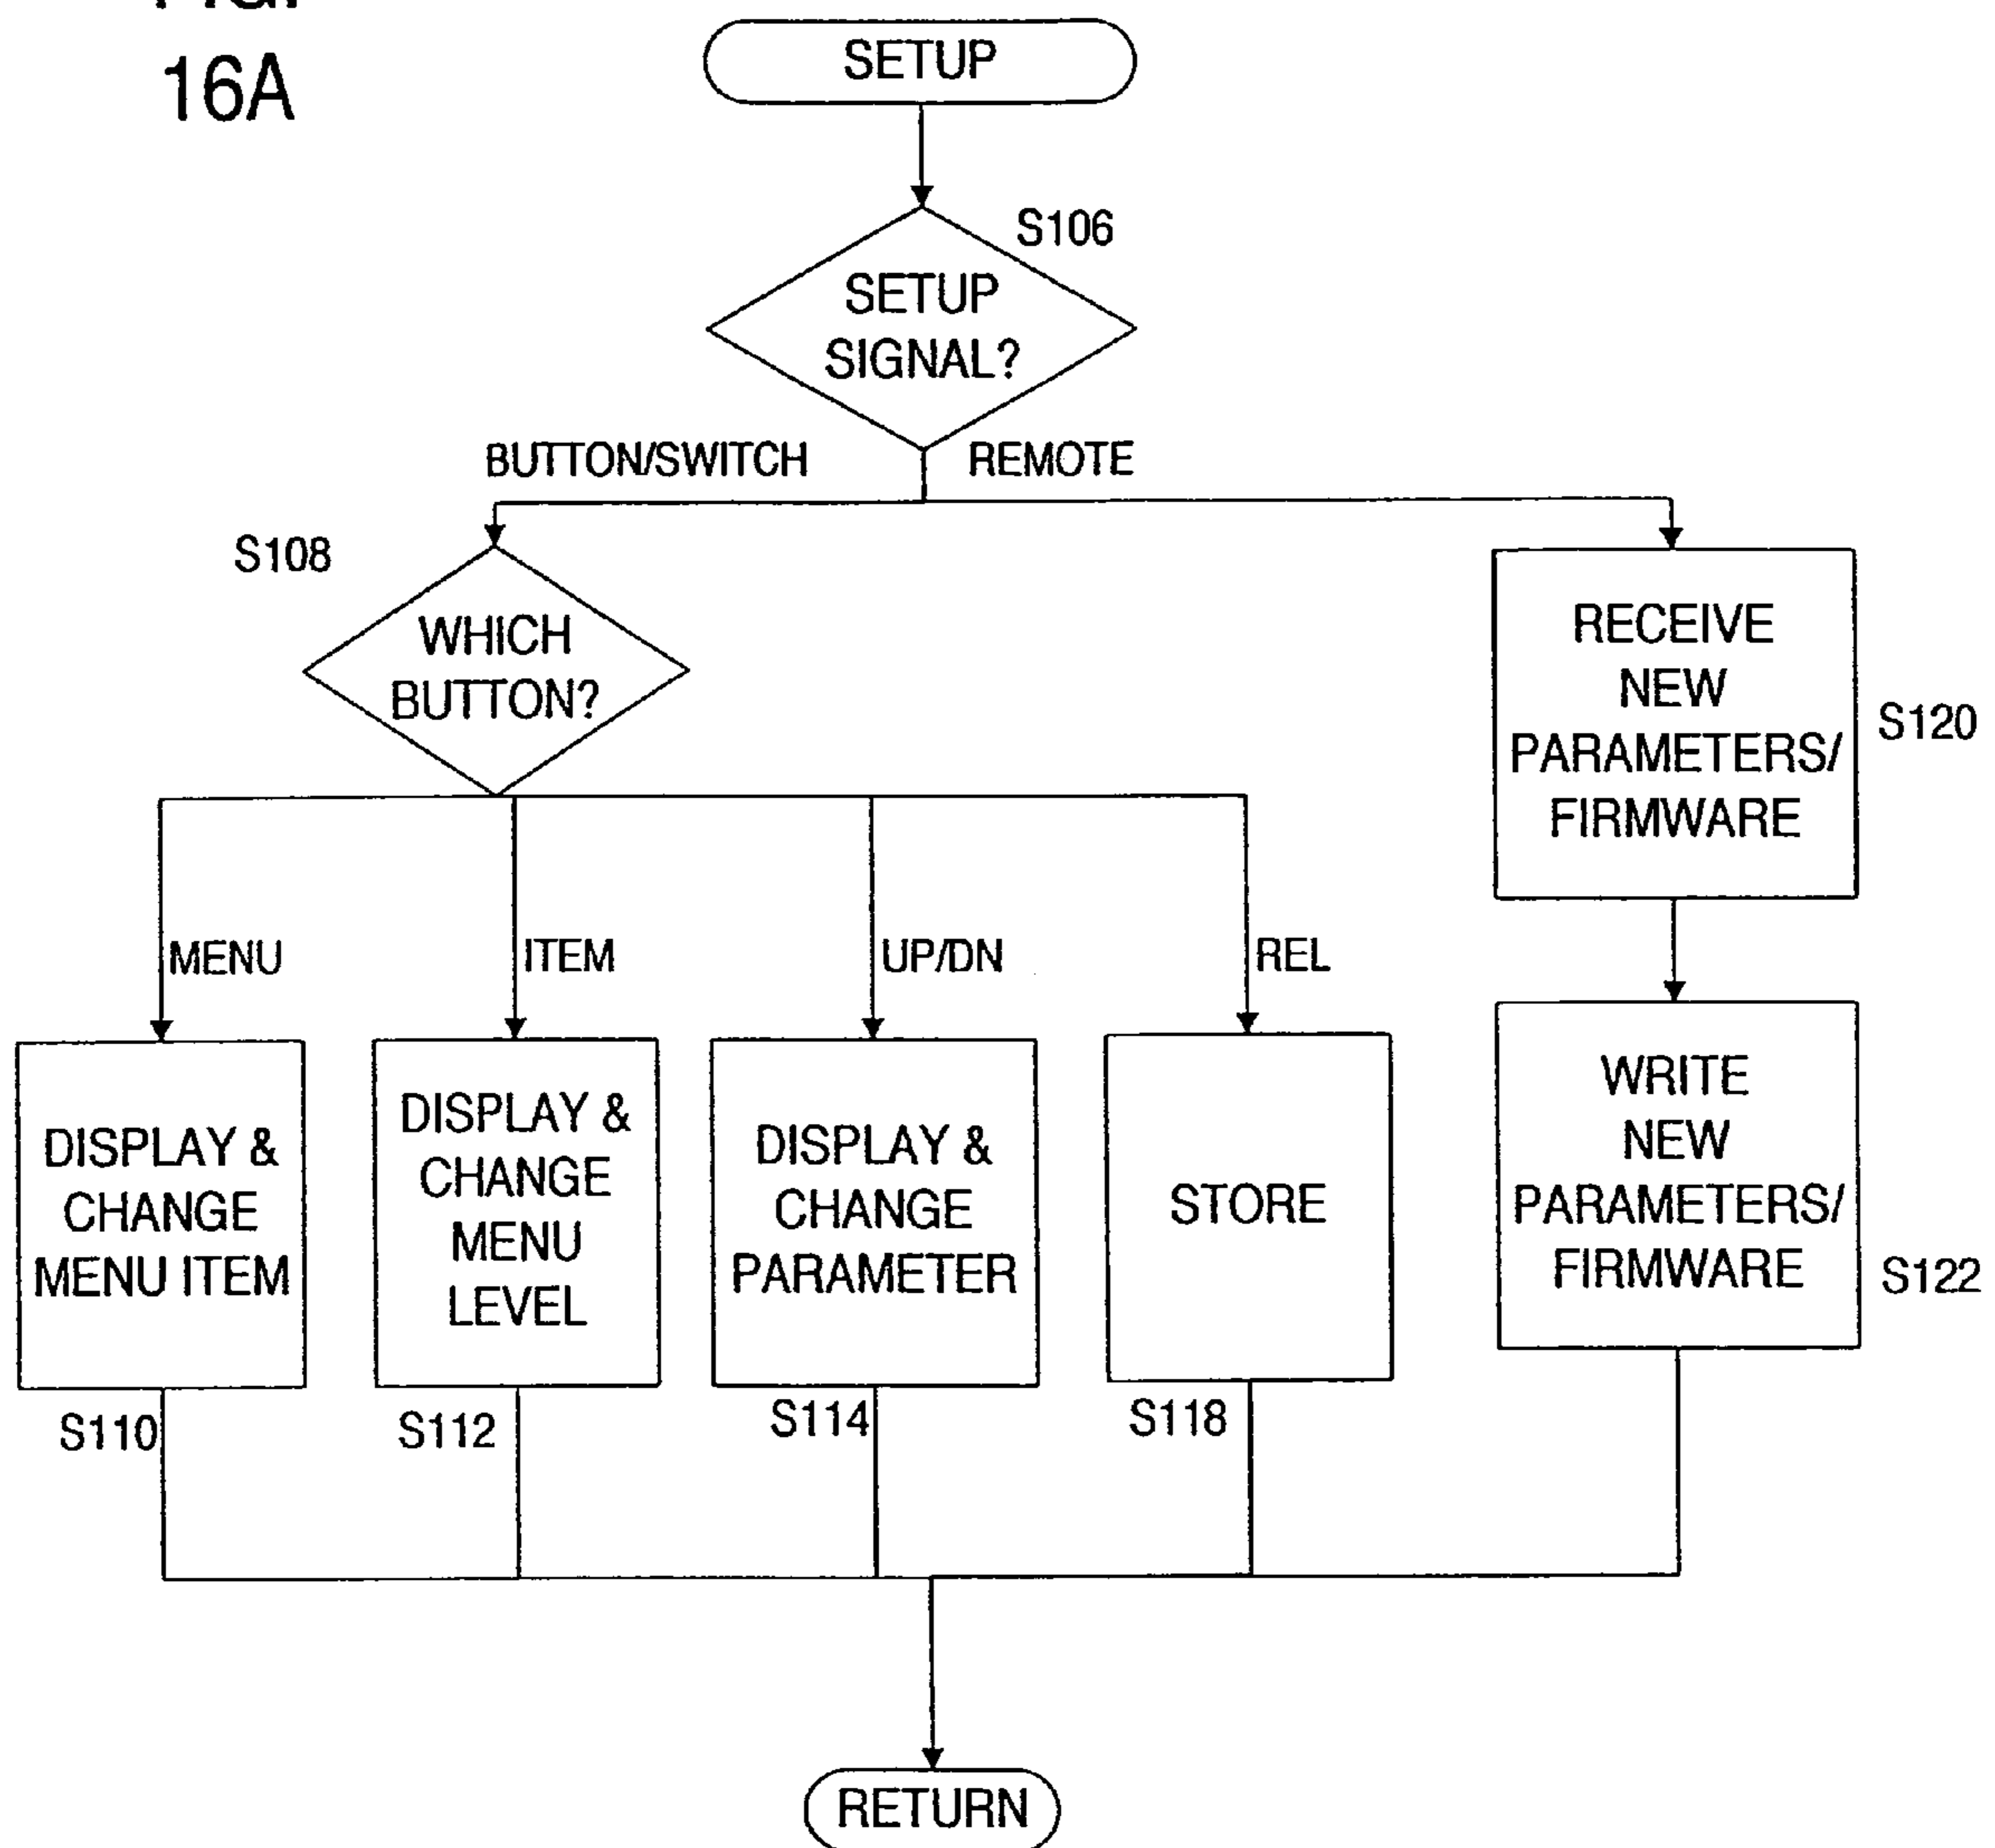 16A
SETUP
S106
SETUP
SIGNAL?
BUTTON/SWITCH
REMOTE
S108
WHICH
BUTTON?
RECEIVE
NEW
PARAMETERS/
FIRMWARE
S120
MENU
ITEM
UP/DN
REL
DISPLAY &
CHANGE
MENU ITEM
S110
DISPLAY &
CHANGE
MENU
LEVEL
S112
DISPLAY &
CHANGE
PARAMETER
S114
STORE
S118
WRITE
NEW
PARAMETERS/
FIRMWARE
S122
RETURN